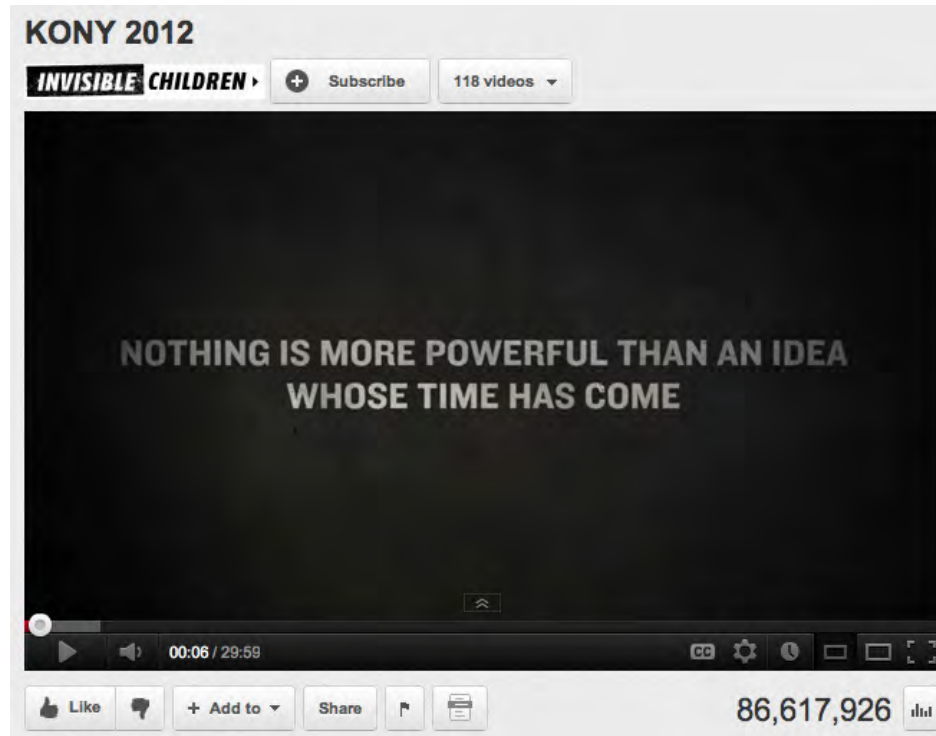 KONY 2012
INVISIBLE CHILDREN Subscribe 118 videos
NOTHING IS MORE POWERFUL THAN AN IDEA
WHOSE TIME HAS COME
00:06 / 29:59 CC
Like Add to Share 86,617,926